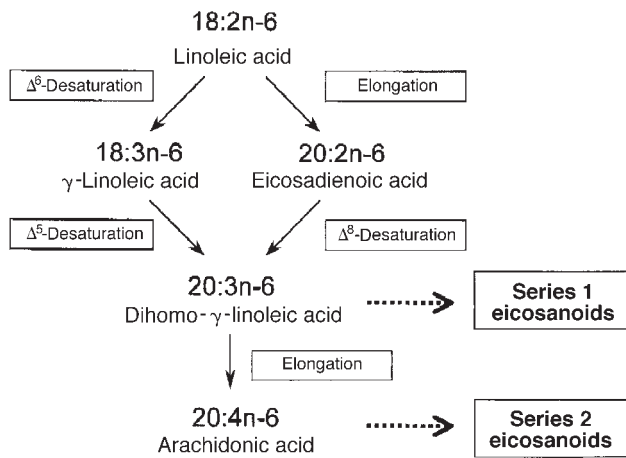 18:2n-6
Linoleic acid
Δ⁶-Desaturation
Elongation
18:3n-6
γ-Linoleic acid
20:2n-6
Eicosadienoic acid
Δ⁵-Desaturation
Δ⁸-Desaturation
20:3n-6
Dihomo-γ-linoleic acid
Series 1
eicosanoids
Elongation
20:4n-6
Arachidonic acid
Series 2
eicosanoids